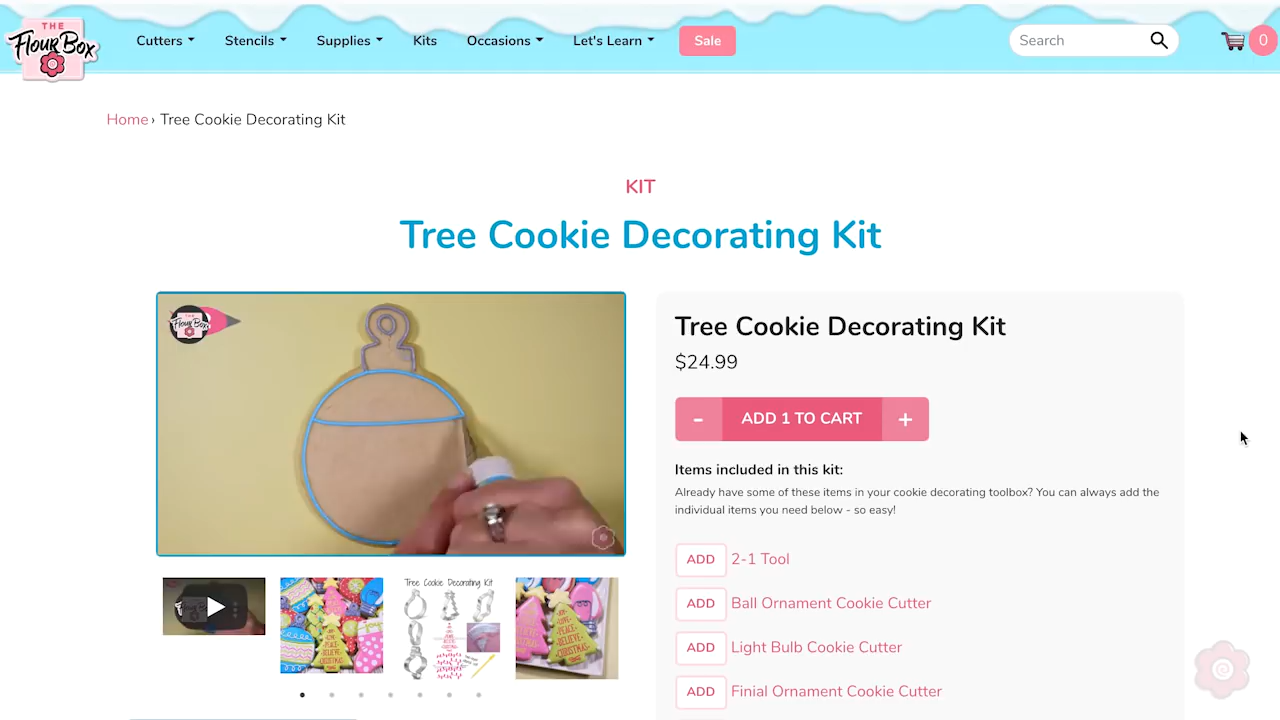 THE
Flour Box
Cutters
Stencils
Supplies
Kits
Occasions
Let's Learn
Sale
Search
0
Home › Tree Cookie Decorating Kit
KIT
Tree Cookie Decorating Kit
THE
Flour Box
Tree Cookie Decorating Kit
$24.99
- ADD 1 TO CART +
Items included in this kit:
Already have some of these items in your cookie decorating toolbox? You can always add the
individual items you need below - so easy!
ADD 2-1 Tool
ADD Ball Ornament Cookie Cutter
ADD Light Bulb Cookie Cutter
ADD Finial Ornament Cookie Cutter
Tree Cookie Decorating Kit